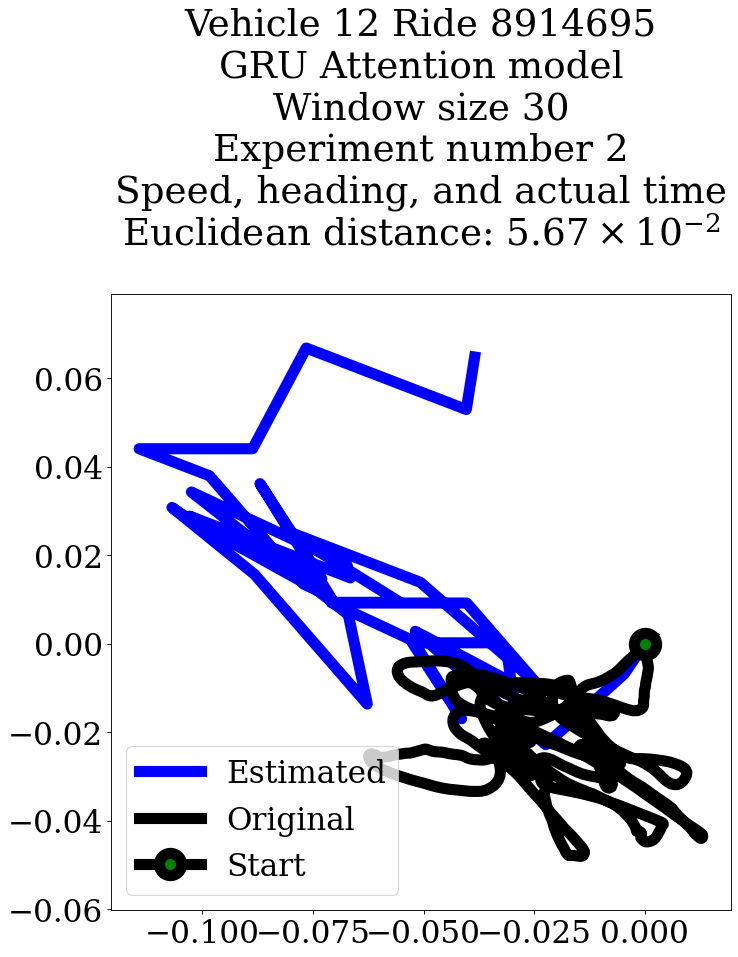 Vehicle 12 Ride 8914695
GRU Attention model
Window size 30
Experiment number 2
Speed, heading, and actual time
Euclidean distance: 5.67 × 10⁻²
0.06
0.04
0.02
0.00
−0.02
−0.04
−0.06
Estimated
Original
Start
−0.100 −0.075 −0.050 −0.025 0.000